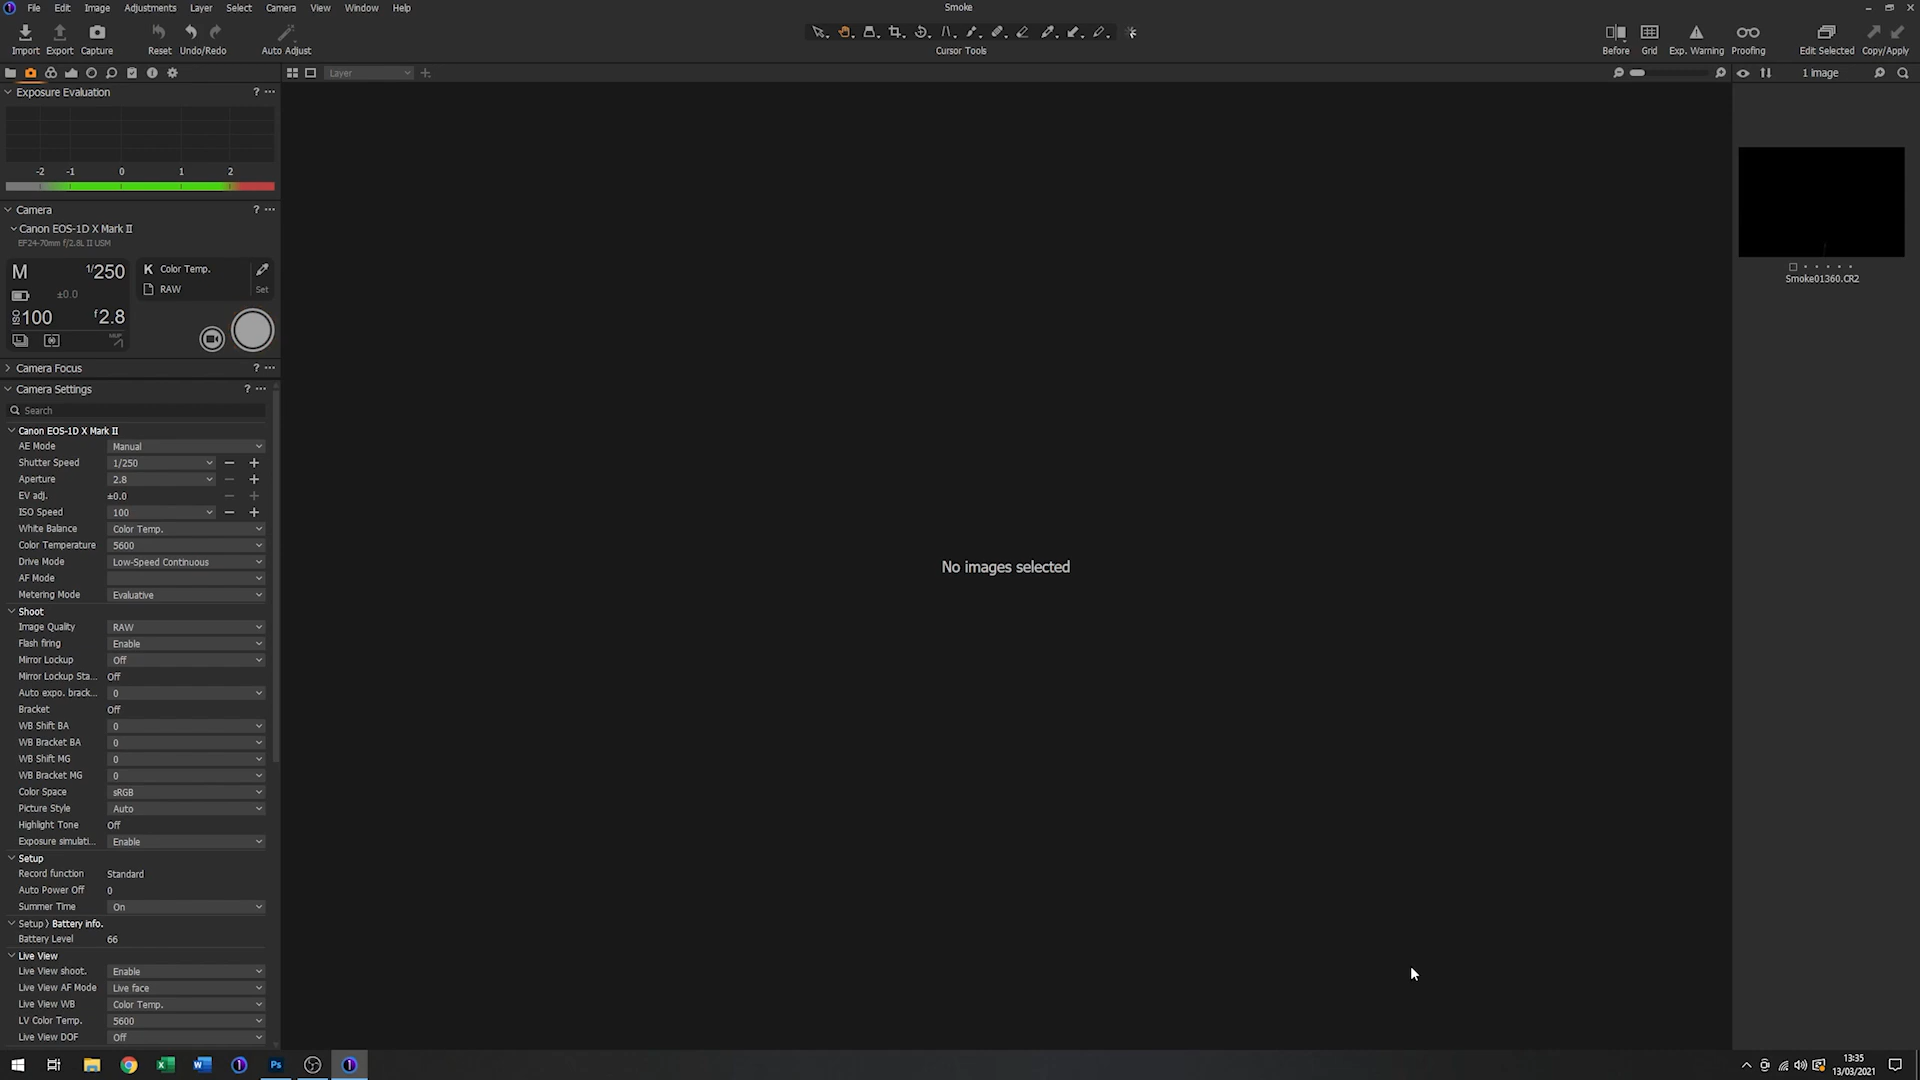 File Edit Image Adjustments Layer Select Camera View Window Help
Smoke
Import Export Capture Reset Undo/Redo Auto Adjust
Cursor Tools
Before Grid Exp. Warning Proofing Edit Selected Copy/Apply
Layer
1 image
Exposure Evaluation ? ...
-2 -1 0 1 2
Camera ? ...
Canon EOS-1D X Mark II
EF24-70mm f/2.8L II USM
M 1/250
K Color Temp.
±0.0
RAW Set
ISO 100 f2.8
MUP
Camera Focus ? ...
Camera Settings ? ...
Search
Canon EOS-1D X Mark II
AE Mode Manual
Shutter Speed 1/250
Aperture 2.8
EV adj. ±0.0
ISO Speed 100
White Balance Color Temp.
Color Temperature 5600
Drive Mode Low-Speed Continuous
AF Mode
Metering Mode Evaluative
Shoot
Image Quality RAW
Flash firing Enable
Mirror Lockup Off
Mirror Lockup Sta... Off
Auto expo. brack... 0
Bracket Off
WB Shift BA 0
WB Bracket BA 0
WB Shift MG 0
WB Bracket MG 0
Color Space sRGB
Picture Style Auto
Highlight Tone Off
Exposure simulati... Enable
Setup
Record function Standard
Auto Power Off 0
Summer Time On
Setup > Battery info.
Battery Level 66
Live View
Live View shoot. Enable
Live View AF Mode Live face
Live View WB Color Temp.
LV Color Temp. 5600
Live View DOF Off
No images selected
Smoke01360.CR2
Ps
13:35
13/03/2021